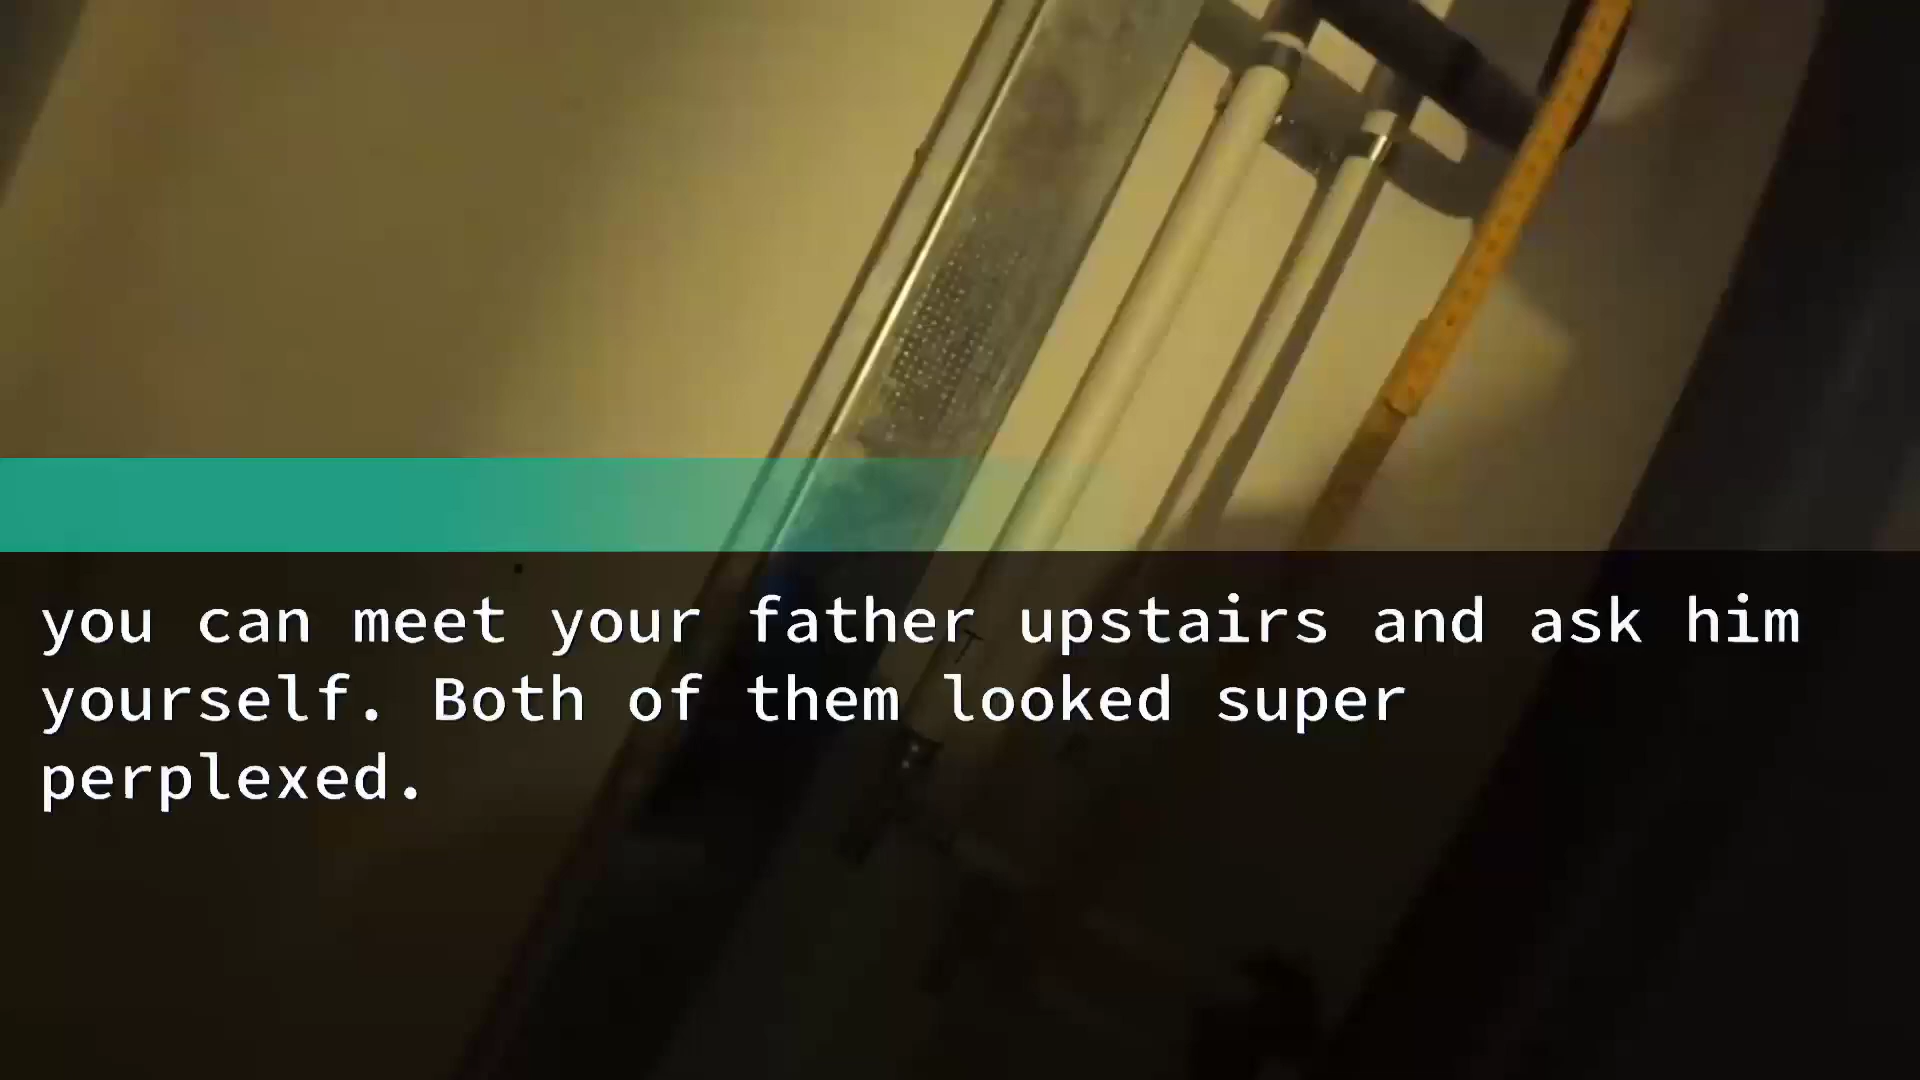 you can meet your father upstairs and ask him
yourself. Both of them looked super
perplexed.